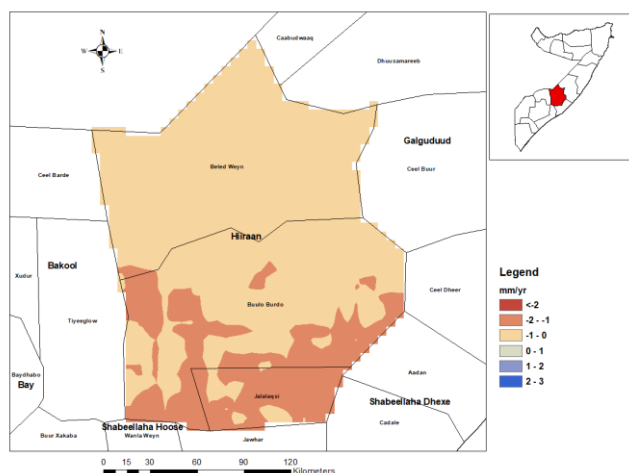 N
W E
S
Caabudwaaq
Dhuusamareeb
Galguduud
Ceel Buur
Ceel Barde
Beled Weyn
Hiiraan
Bakool
Xudur
Tiyeeglow
Buulo Burdo
Ceel Dheer
Baydhabo
Bay
Aadan
Jalalaqsi
Shabeellaha Dhexe
Cadale
Shabeellaha Hoose
Buur Xakaba
Wanla Weyn
Jawhar
0 15 30 60 90 120
Kilometers
Legend
mm/yr
<-2
-2 - -1
-1 - 0
0 - 1
1 - 2
2 - 3